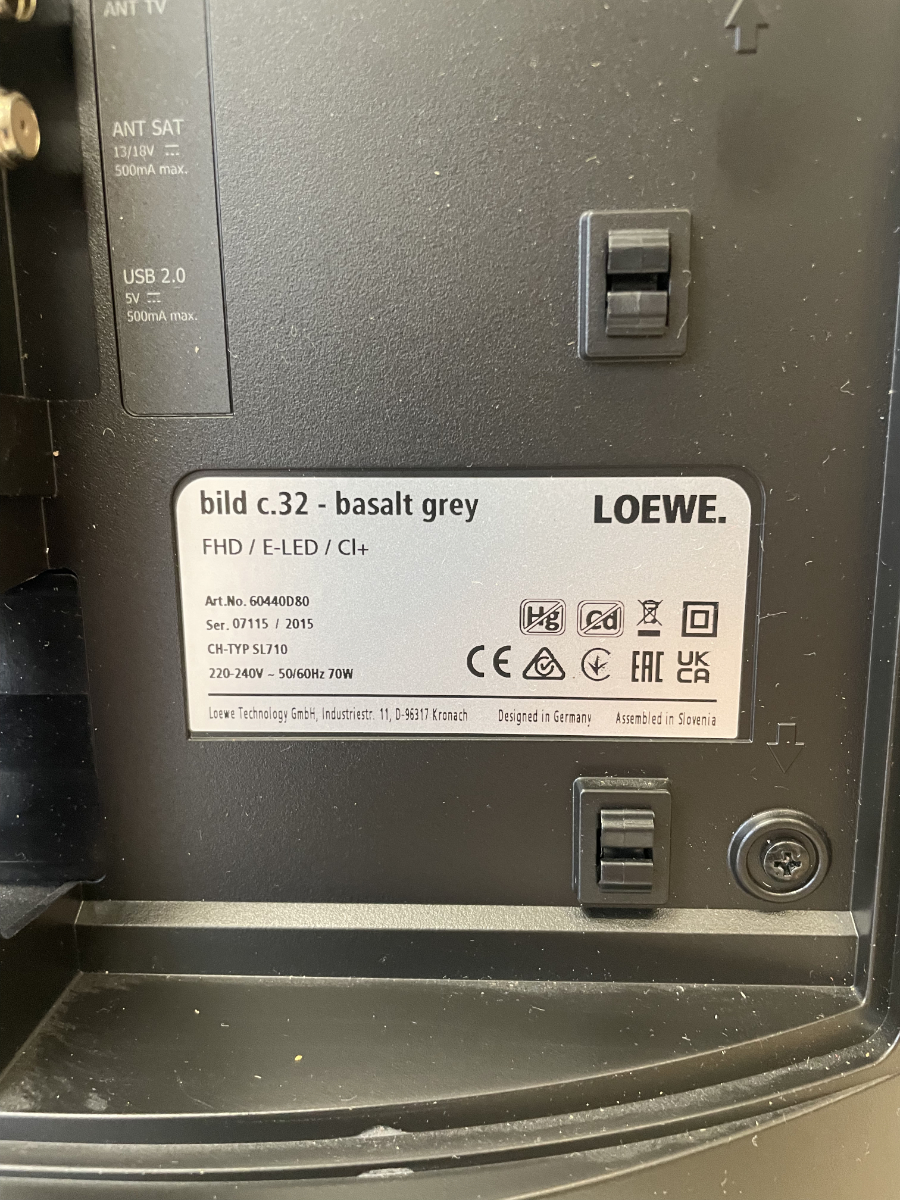 ANT TV
ANT SAT
13/18V ⎓
500mA max.
USB 2.0
5V ⎓
500mA max.
bild c.32 - basalt grey
LOEWE.
FHD / E-LED / CI+
Art.No. 60440D80
Ser. 07115 / 2015
CH-TYP SL710
220-240V ~ 50/60Hz 70W
Hg Cd
CE EAC UK CA
Loewe Technology GmbH, Industriestr. 11, D-96317 Kronach Designed in Germany Assembled in Slovenia